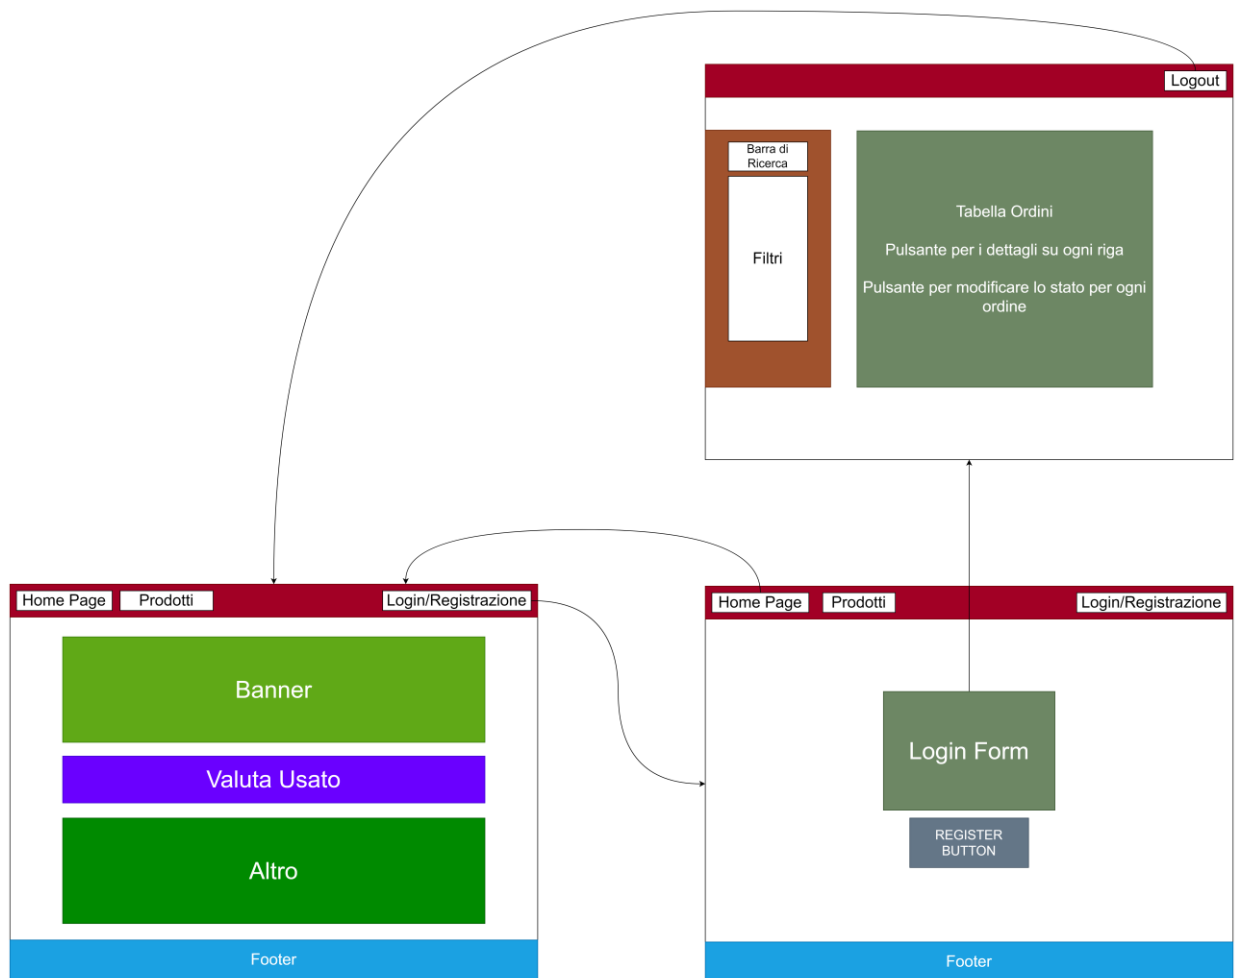 Logout
Barra di
Ricerca
Filtri
Tabella Ordini
Pulsante per i dettagli su ogni riga
Pulsante per modificare lo stato per ogni
ordine
Home Page
Prodotti
Login/Registrazione
Banner
Valuta Usato
Altro
Footer
Home Page
Prodotti
Login/Registrazione
Login Form
REGISTER
BUTTON
Footer